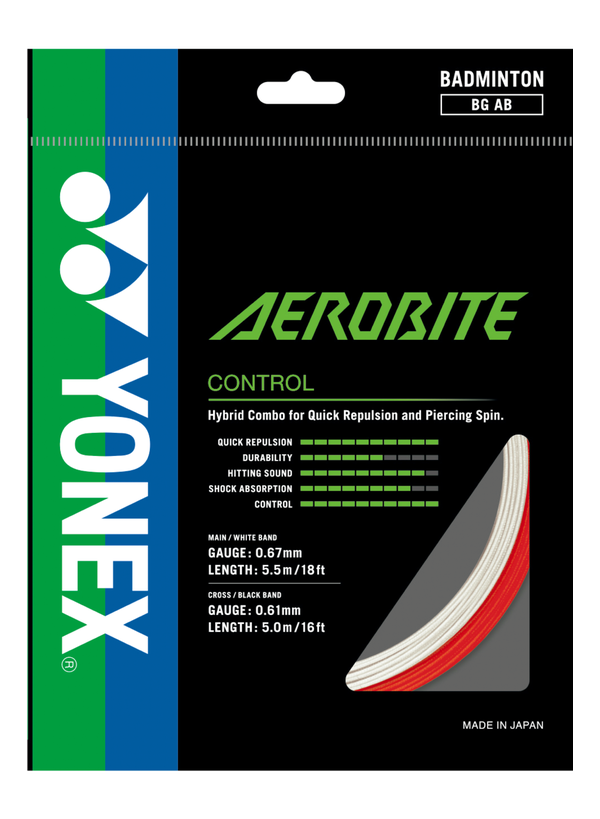 BADMINTON
BG AB
YONEX®
AEROBITE
CONTROL
Hybrid Combo for Quick Repulsion and Piercing Spin.
QUICK REPULSION
DURABILITY
HITTING SOUND
SHOCK ABSORPTION
CONTROL
MAIN / WHITE BAND
GAUGE : 0.67mm
LENGTH : 5.5m/18ft
CROSS / BLACK BAND
GAUGE : 0.61mm
LENGTH : 5.0m/16ft
MADE IN JAPAN